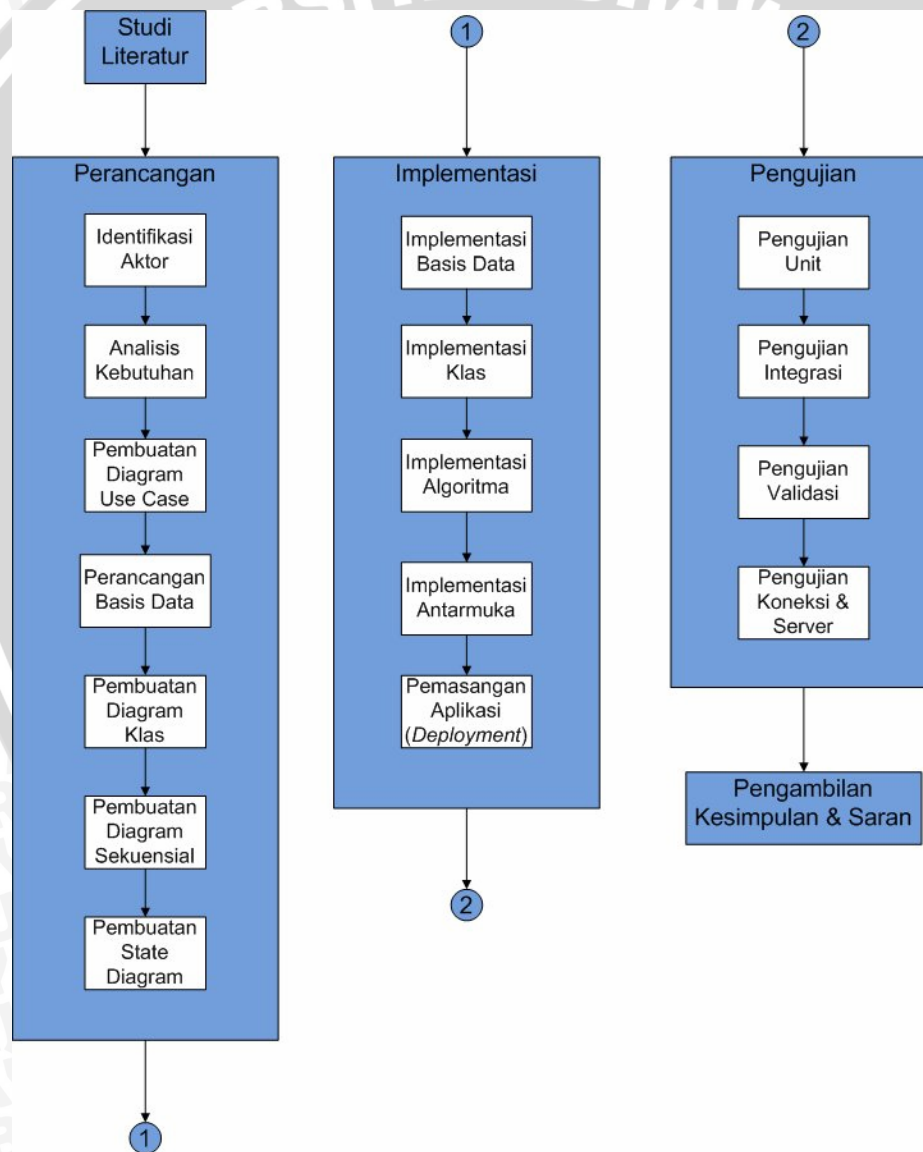 Studi
Literatur
Perancangan
Identifikasi
Aktor
Analisis
Kebutuhan
Pembuatan
Diagram
Use Case
Perancangan
Basis Data
Pembuatan
Diagram
Klas
Pembuatan
Diagram
Sekuensial
Pembuatan
State
Diagram
1
1
Implementasi
Implementasi
Basis Data
Implementasi
Klas
Implementasi
Algoritma
Implementasi
Antarmuka
Pemasangan
Aplikasi
(Deployment)
2
2
Pengujian
Pengujian
Unit
Pengujian
Integrasi
Pengujian
Validasi
Pengujian
Koneksi &
Server
Pengambilan
Kesimpulan & Saran